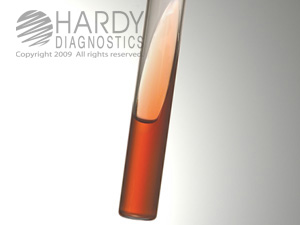 HARDY
DIAGNOSTICS
Copyright 2009 All rights reserved